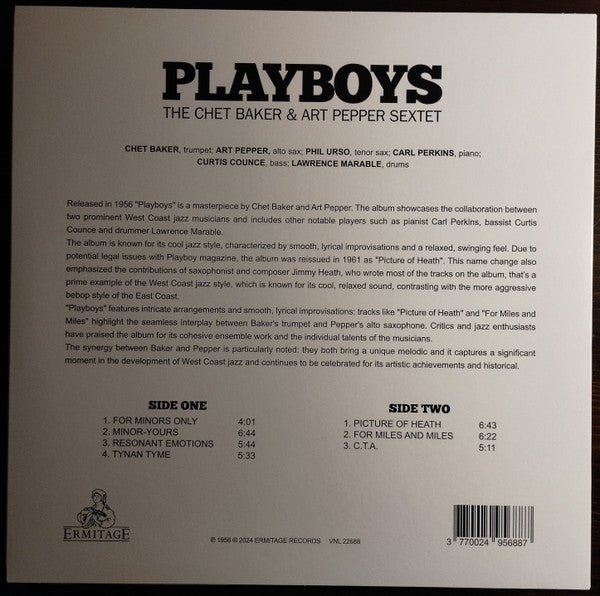 PLAYBOYS
THE CHET BAKER & ART PEPPER SEXTET
CHET BAKER, trumpet; ART PEPPER, alto sax; PHIL URSO, tenor sax; CARL PERKINS, piano;
CURTIS COUNCE, bass; LAWRENCE MARABLE, drums
Released in 1956 "Playboys" is a masterpiece by Chet Baker and Art Pepper. The album showcases the collaboration between
two prominent West Coast jazz musicians and includes other notable players such as pianist Carl Perkins, bassist Curtis
Counce and drummer Lawrence Marable.
The album is known for its cool jazz style, characterized by smooth, lyrical improvisations and a relaxed, swinging feel. Due to
potential legal issues with Playboy magazine, the album was reissued in 1961 as "Picture of Heath". This name change also
emphasized the contributions of saxophonist and composer Jimmy Heath, who wrote most of the tracks on the album, that's a
prime example of the West Coast jazz style, which is known for its cool, relaxed sound, contrasting with the more aggressive
bebop style of the East Coast.
"Playboys" features intricate arrangements and smooth, lyrical improvisations: tracks like "Picture of Heath" and "For Miles and
Miles" highlight the seamless interplay between Baker's trumpet and Pepper's alto saxophone. Critics and jazz enthusiasts
have praised the album for its cohesive ensemble work and the individual talents of the musicians.
The synergy between Baker and Pepper is particularly noted: they both bring a unique melodic and it captures a significant
moment in the development of West Coast jazz and continues to be celebrated for its artistic achievements and historical.
SIDE ONE
1. FOR MINORS ONLY 4:01
2. MINOR-YOURS 6:44
3. RESONANT EMOTIONS 5:44
4. TYNAN TYME 5:33
SIDE TWO
1. PICTURE OF HEATH 6:43
2. FOR MILES AND MILES 6:22
3. C.T.A. 5:11
ERMITAGE
℗ 1956 © 2024 ERMITAGE RECORDS VNL 22688
3 770024 956887